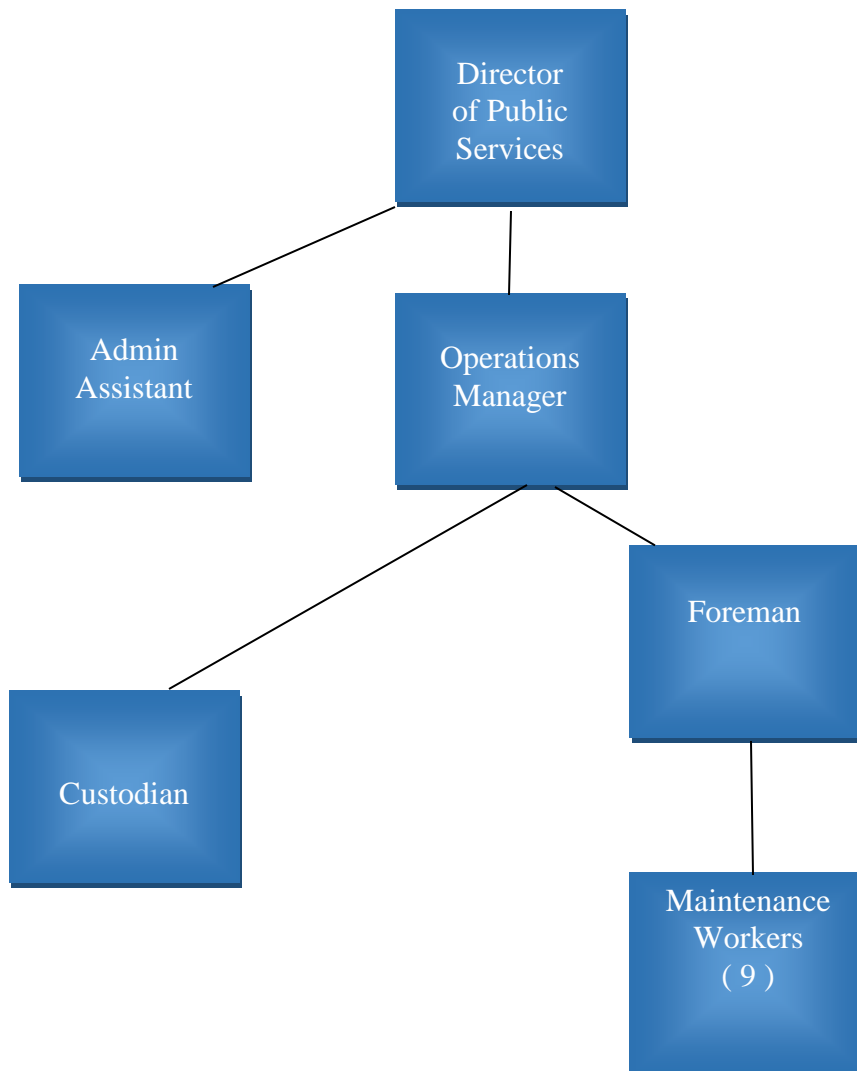 Director
of Public
Services
Admin
Assistant
Operations
Manager
Foreman
Custodian
Maintenance
Workers
( 9 )